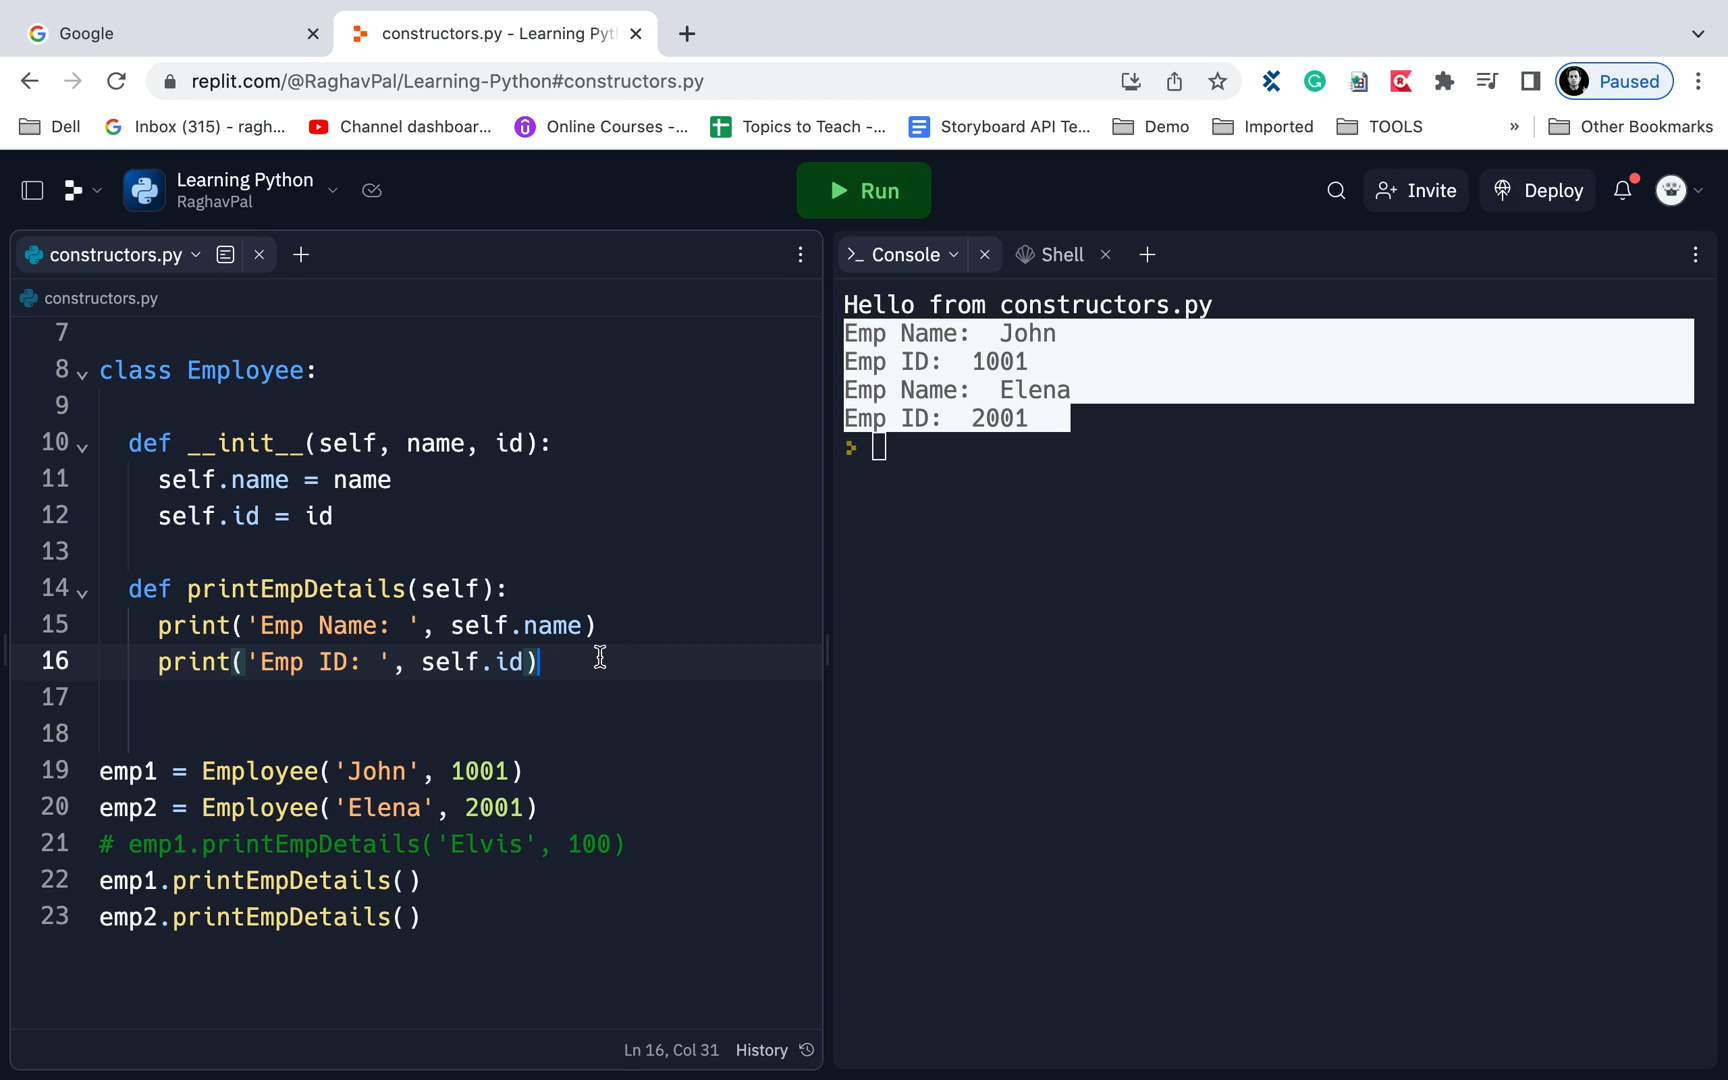 Google
constructors.py - Learning Pyt
replit.com/@RaghavPal/Learning-Python#constructors.py
Paused
Dell
Inbox (315) - ragh...
Channel dashboar...
Online Courses -...
Topics to Teach -...
Storyboard API Te...
Demo
Imported
TOOLS
»
Other Bookmarks
Learning Python
RaghavPal
Run
Invite
Deploy
constructors.py
constructors.py
7
8 class Employee:
9
10 def __init__(self, name, id):
11 self.name = name
12 self.id = id
13
14 def printEmpDetails(self):
15 print('Emp Name: ', self.name)
16 print('Emp ID: ', self.id)
17
18
19 emp1 = Employee('John', 1001)
20 emp2 = Employee('Elena', 2001)
21 # emp1.printEmpDetails('Elvis', 100)
22 emp1.printEmpDetails()
23 emp2.printEmpDetails()
Ln 16, Col 31 History
Console
Shell
Hello from constructors.py
Emp Name:  John
Emp ID:  1001
Emp Name:  Elena
Emp ID:  2001